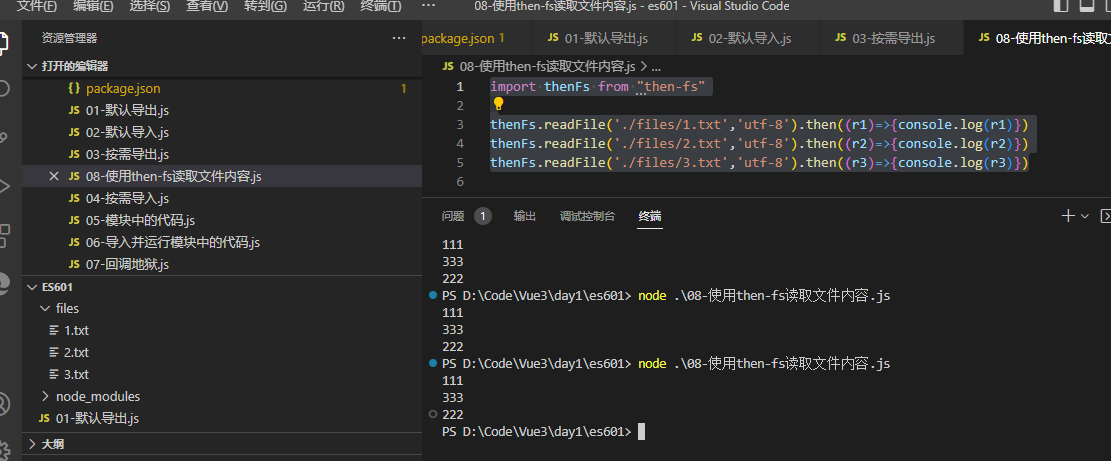 文件(F) 编辑(E) 选择(S) 查看(V) 转到(G) 运行(R) 终端(T) ··· 08-使用then-fs读取文件内容.js - es601 - Visual Studio Code
资源管理器 ···
打开的编辑器
{} package.json 1
JS 01-默认导出.js
JS 02-默认导入.js
JS 03-按需导出.js
JS 08-使用then-fs读取文件内容.js
JS 04-按需导入.js
JS 05-模块中的代码.js
JS 06-导入并运行模块中的代码.js
JS 07-回调地狱.js
ES601
files
1.txt
2.txt
3.txt
node_modules
JS 01-默认导出.js
大纲
package.json 1 JS 01-默认导出.js JS 02-默认导入.js JS 03-按需导出.js JS 08-使用then-fs读取文件内容.js
JS 08-使用then-fs读取文件内容.js > ...
1 import thenFs from "then-fs"
2
3 thenFs.readFile('./files/1.txt','utf-8').then((r1)=>{console.log(r1)})
4 thenFs.readFile('./files/2.txt','utf-8').then((r2)=>{console.log(r2)})
5 thenFs.readFile('./files/3.txt','utf-8').then((r3)=>{console.log(r3)})
6
问题 1 输出 调试控制台 终端
111
333
222
PS D:\Code\Vue3\day1\es601> node .\08-使用then-fs读取文件内容.js
111
333
222
PS D:\Code\Vue3\day1\es601> node .\08-使用then-fs读取文件内容.js
111
333
222
PS D:\Code\Vue3\day1\es601>